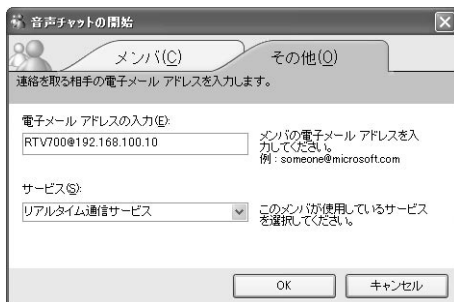 音声チャットの開始
メンバ(C)
その他(O)
連絡を取る相手の電子メール アドレスを入力します。
電子メール アドレスの入力(E):
RTV700@192.168.100.10
メンバの電子メール アドレスを入
力してください。
例 : someone@microsoft.com
サービス(S):
リアルタイム通信サービス
このメンバが使用しているサービス
を選択してください。
OK
キャンセル